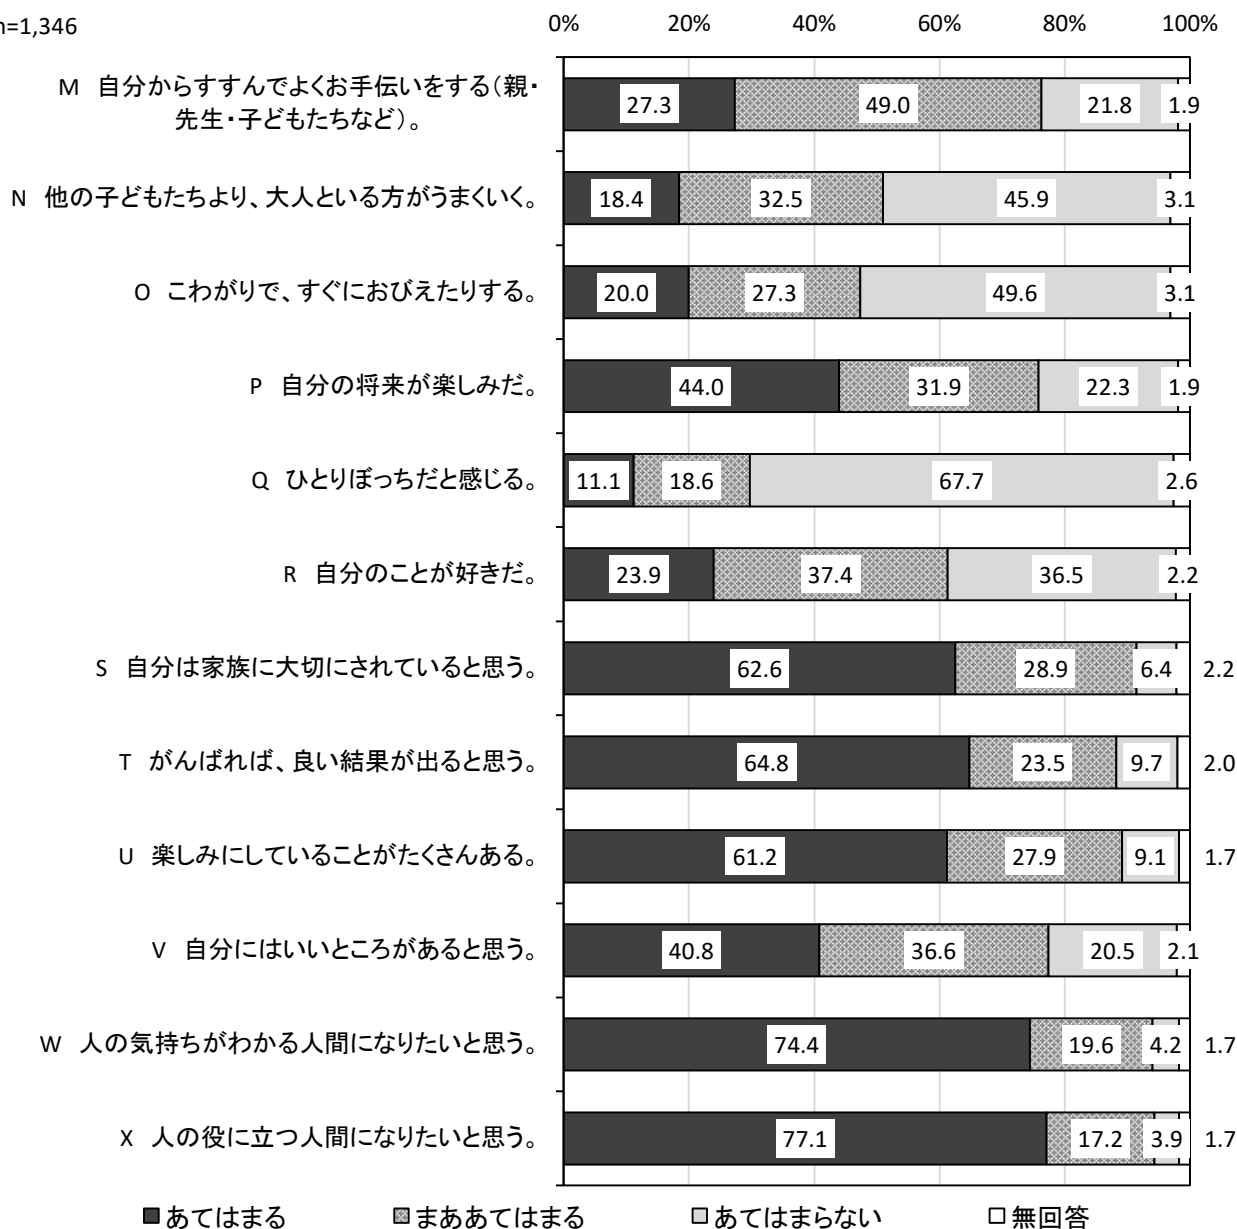 n=1,346
0% 20% 40% 60% 80% 100%
M 自分からすすんでよくお手伝いをする(親・
先生・子どもたちなど)。
27.3 49.0 21.8 1.9
N 他の子どもたちより、大人といる方がうまくいく。
18.4 32.5 45.9 3.1
O こわがりで、すぐにおびえたりする。
20.0 27.3 49.6 3.1
P 自分の将来が楽しみだ。
44.0 31.9 22.3 1.9
Q ひとりぼっちだと感じる。
11.1 18.6 67.7 2.6
R 自分のことが好きだ。
23.9 37.4 36.5 2.2
S 自分は家族に大切にされていると思う。
62.6 28.9 6.4 2.2
T がんばれば、良い結果が出ると思う。
64.8 23.5 9.7 2.0
U 楽しみにしていることがたくさんある。
61.2 27.9 9.1 1.7
V 自分にはいいところがあると思う。
40.8 36.6 20.5 2.1
W 人の気持ちがわかる人間になりたいと思う。
74.4 19.6 4.2 1.7
X 人の役に立つ人間になりたいと思う。
77.1 17.2 3.9 1.7
あてはまる まああてはまる あてはまらない 無回答